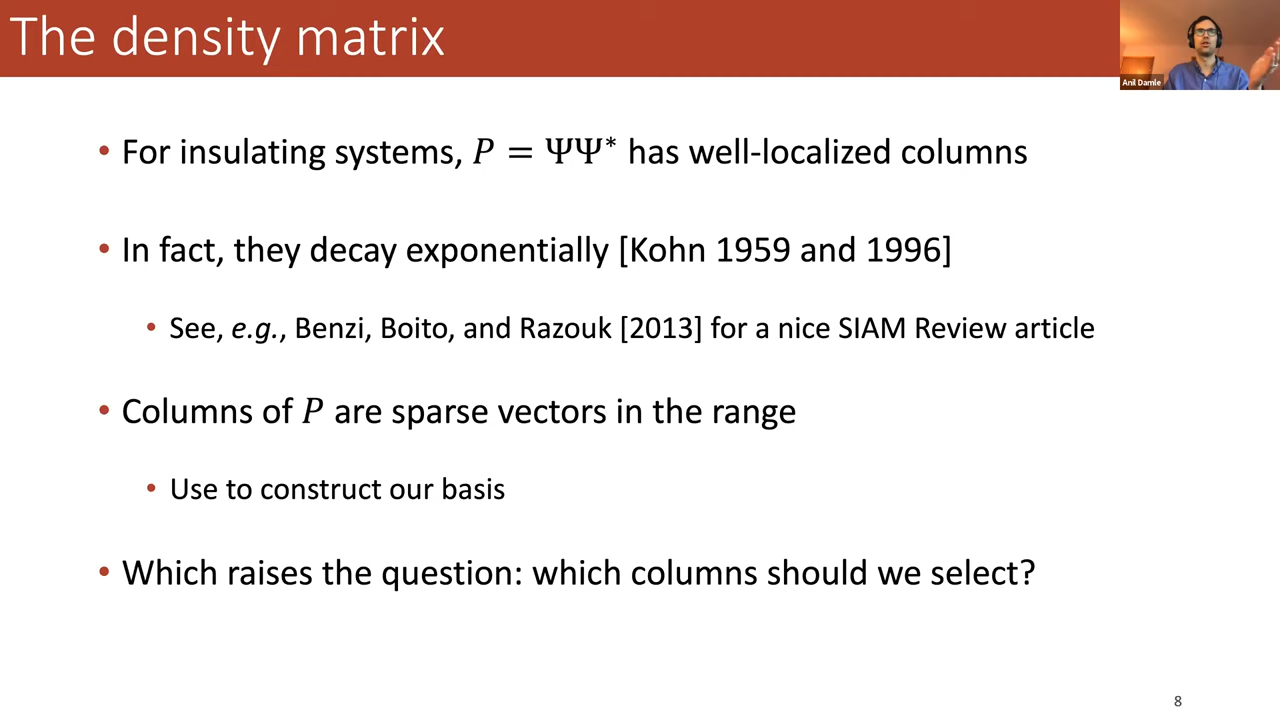 The density matrix
Anil Damle
• For insulating systems, P = ΨΨ* has well-localized columns
• In fact, they decay exponentially [Kohn 1959 and 1996]
• See, e.g., Benzi, Boito, and Razouk [2013] for a nice SIAM Review article
• Columns of P are sparse vectors in the range
• Use to construct our basis
• Which raises the question: which columns should we select?
8